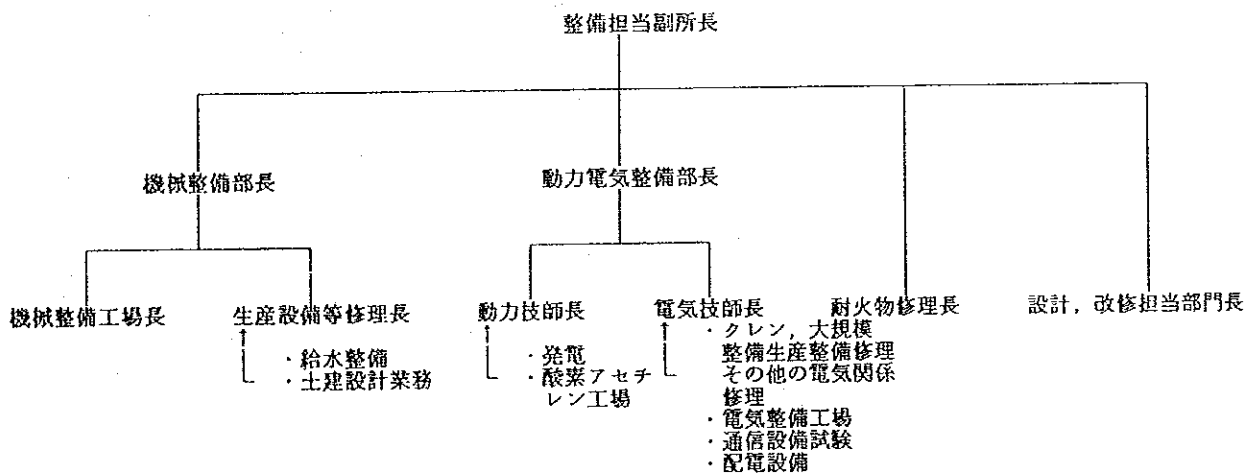 整備担当副所長
機械整備部長
動力電気整備部長
機械整備工場長
生産設備等修理長
・給水整備
・土建設計業務
動力技師長
・発電
・酸素アセチ
レン工場
電気技師長
・クレン，大規模
整備生産整備修理
その他の電気関係
修理
・電気整備工場
・通信設備試験
・配電設備
耐火物修理長
設計，改修担当部門長